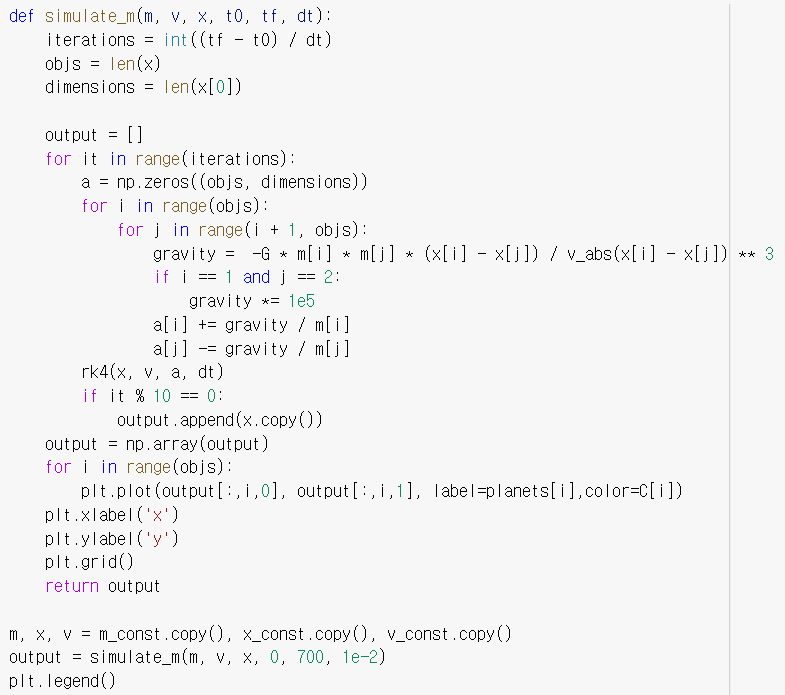 def simulate_m(m, v, x, t0, tf, dt):
    iterations = int((tf - t0) / dt)
    objs = len(x)
    dimensions = len(x[0])

    output = []
    for it in range(iterations):
        a = np.zeros((objs, dimensions))
        for i in range(objs):
            for j in range(i + 1, objs):
                gravity =  -G * m[i] * m[j] * (x[i] - x[j]) / v_abs(x[i] - x[j]) ** 3
                if i == 1 and j == 2:
                    gravity *= 1e5
                a[i] += gravity / m[i]
                a[j] -= gravity / m[j]
        rk4(x, v, a, dt)
        if it % 10 == 0:
            output.append(x.copy())
    output = np.array(output)
    for i in range(objs):
        plt.plot(output[:,i,0], output[:,i,1], label=planets[i],color=C[i])
    plt.xlabel('x')
    plt.ylabel('y')
    plt.grid()
    return output

m, x, v = m_const.copy(), x_const.copy(), v_const.copy()
output = simulate_m(m, v, x, 0, 700, 1e-2)
plt.legend()